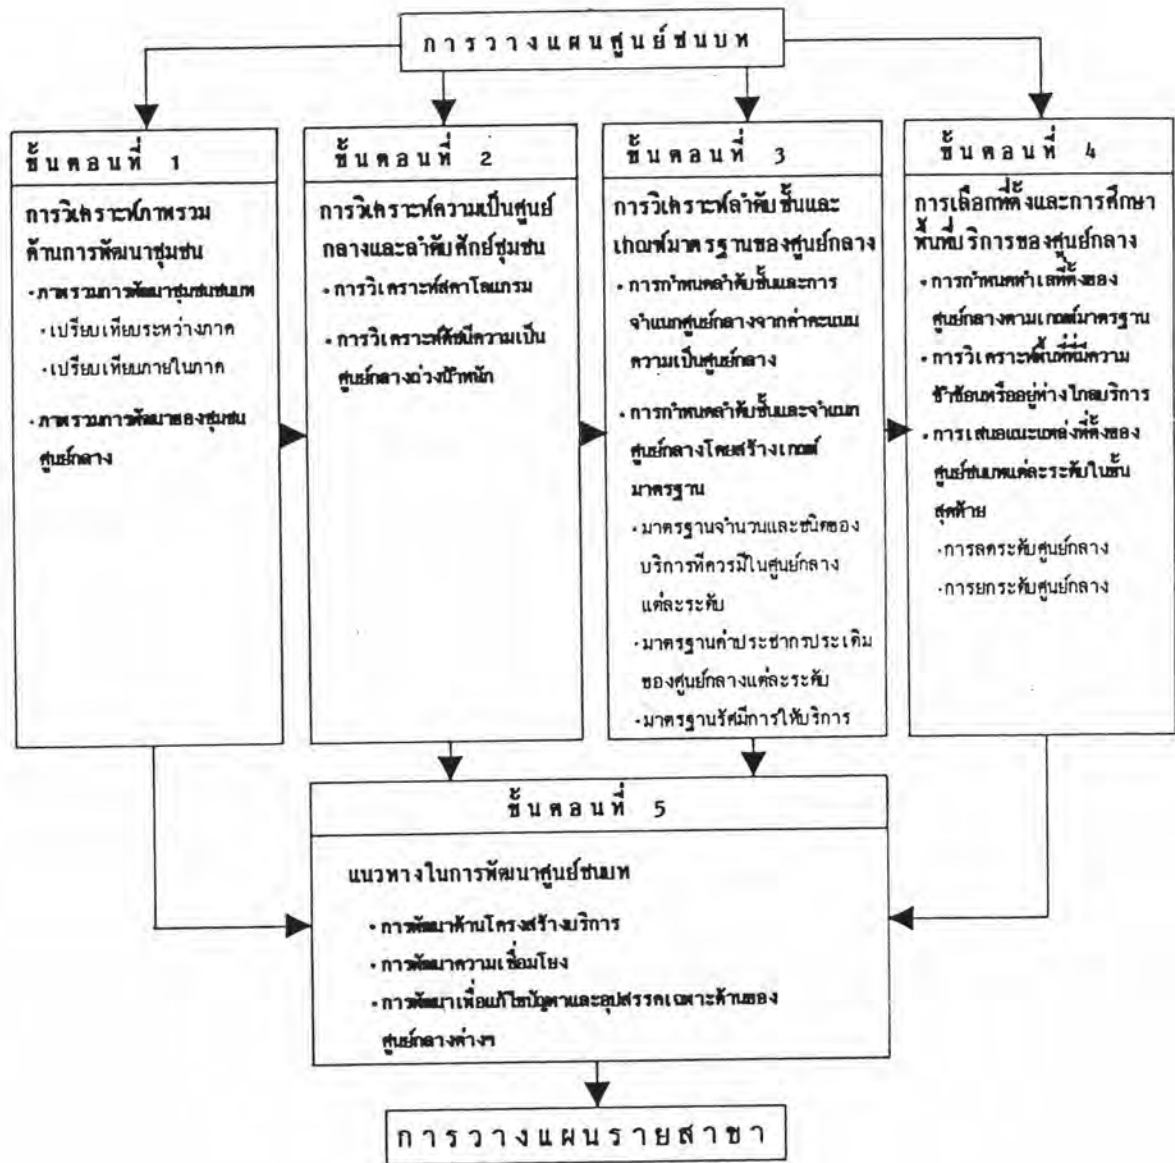 การวางแผนศูนย์ชนบท
ขั้นตอนที่ 1
การวิเคราะห์ภาพรวม
ด้านการพัฒนาชุมชน
·ภาพรวมการพัฒนาชุมชนชนบท
·เปรียบเทียบระหว่างภาค
·เปรียบเทียบภายในภาค
·ภาพรวมการพัฒนาของชุมชน
ศูนย์กลาง
ขั้นตอนที่ 2
การวิเคราะห์ความเป็นศูนย์
กลางและลำดับศักย์ชุมชน
·การวิเคราะห์สคาโลแกรม
·การวิเคราะห์ดัชนีความเป็น
ศูนย์กลางถ่วงน้ำหนัก
ขั้นตอนที่ 3
การวิเคราะห์ลำดับชั้นและ
เกณฑ์มาตรฐานของศูนย์กลาง
·การกำหนดลำดับชั้นและการ
จำแนกศูนย์กลางจากค่าคะแนน
ความเป็นศูนย์กลาง
·การกำหนดลำดับชั้นและจำแนก
ศูนย์กลางโดยสร้างเกณฑ์
มาตรฐาน
·มาตรฐานจำนวนและชนิดของ
บริการที่ควรมีในศูนย์กลาง
แต่ละระดับ
·มาตรฐานค่าประชากรประเดิม
ของศูนย์กลางแต่ละระดับ
·มาตรฐานรัศมีการให้บริการ
ขั้นตอนที่ 4
การเลือกที่ตั้งและการศึกษา
พื้นที่บริการของศูนย์กลาง
·การกำหนดทำเลที่ตั้งของ
ศูนย์กลางตามเกณฑ์มาตรฐาน
·การวิเคราะห์พื้นที่ที่มีความ
ซ้ำซ้อนหรืออยู่ห่างไกลบริการ
·การเสนอแนะแหล่งที่ตั้งของ
ศูนย์ชนบทแต่ละระดับในขั้น
สุดท้าย
·การลดระดับศูนย์กลาง
·การยกระดับศูนย์กลาง
ขั้นตอนที่ 5
แนวทางในการพัฒนาศูนย์ชนบท
·การพัฒนาด้านโครงสร้างบริการ
·การพัฒนาความเชื่อมโยง
·การพัฒนาเพื่อแก้ไขปัญหาและอุปสรรคเฉพาะด้านของ
ศูนย์กลางต่างๆ
การวางแผนรายสาขา